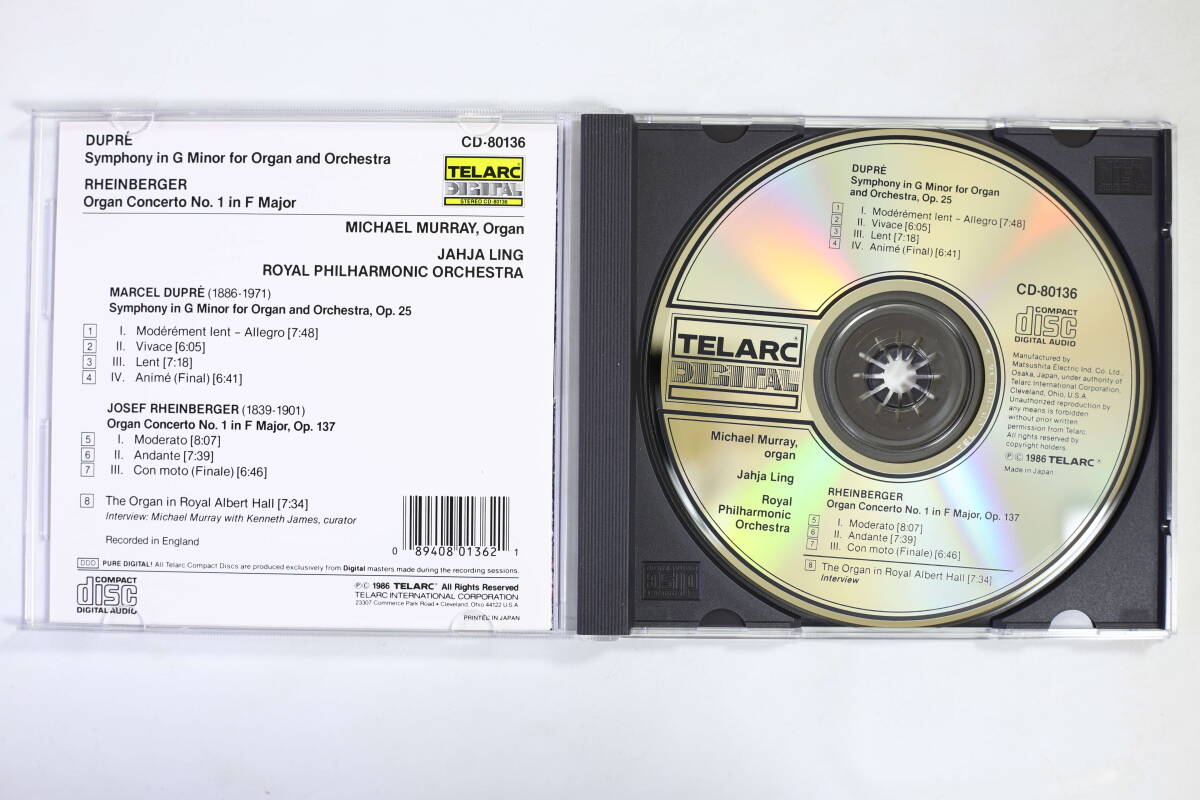 DUPRÉ
Symphony in G Minor for Organ and Orchestra
RHEINBERGER
Organ Concerto No. 1 in F Major
CD-80136
TELARC®
DIGITAL
STEREO CD-80136
MICHAEL MURRAY, Organ
JAHJA LING
ROYAL PHILHARMONIC ORCHESTRA
MARCEL DUPRÉ (1886-1971)
Symphony in G Minor for Organ and Orchestra, Op. 25
1 I. Modérément lent – Allegro [7:48]
2 II. Vivace [6:05]
3 III. Lent [7:18]
4 IV. Animé (Final) [6:41]
JOSEF RHEINBERGER (1839-1901)
Organ Concerto No. 1 in F Major, Op. 137
5 I. Moderato [8:07]
6 II. Andante [7:39]
7 III. Con moto (Finale) [6:46]
8 The Organ in Royal Albert Hall [7:34]
Interview: Michael Murray with Kenneth James, curator
Recorded in England
0 89408 01362 1
DDD PURE DIGITAL! All Telarc Compact Discs are produced exclusively from Digital masters made during the recording sessions.
COMPACT
disc
DIGITAL AUDIO
℗© 1986 TELARC® All Rights Reserved
TELARC INTERNATIONAL CORPORATION
23307 Commerce Park Road • Cleveland, Ohio 44122 U.S.A.
PRINTED IN JAPAN
DUPRÉ
Symphony in G Minor for Organ
and Orchestra, Op. 25
1 I. Modérément lent – Allegro [7:48]
2 II. Vivace [6:05]
3 III. Lent [7:18]
4 IV. Animé (Final) [6:41]
CD-80136
COMPACT
disc
DIGITAL AUDIO
TELARC®
DIGITAL
Manufactured by
Matsushita Electric Ind. Co. Ltd.,
Osaka, Japan, under authority of
Telarc International Corporation,
Cleveland, Ohio, U.S.A.
Unauthorized reproduction by
any means is forbidden
without prior written
permission from Telarc.
All rights reserved by
copyright holders.
℗© 1986 TELARC®
Made in Japan
Michael Murray,
organ
Jahja Ling
Royal
Philharmonic
Orchestra
RHEINBERGER
Organ Concerto No. 1 in F Major, Op. 137
5 I. Moderato [8:07]
6 II. Andante [7:39]
7 III. Con moto (Finale) [6:46]
8 The Organ in Royal Albert Hall [7:34]
Interview